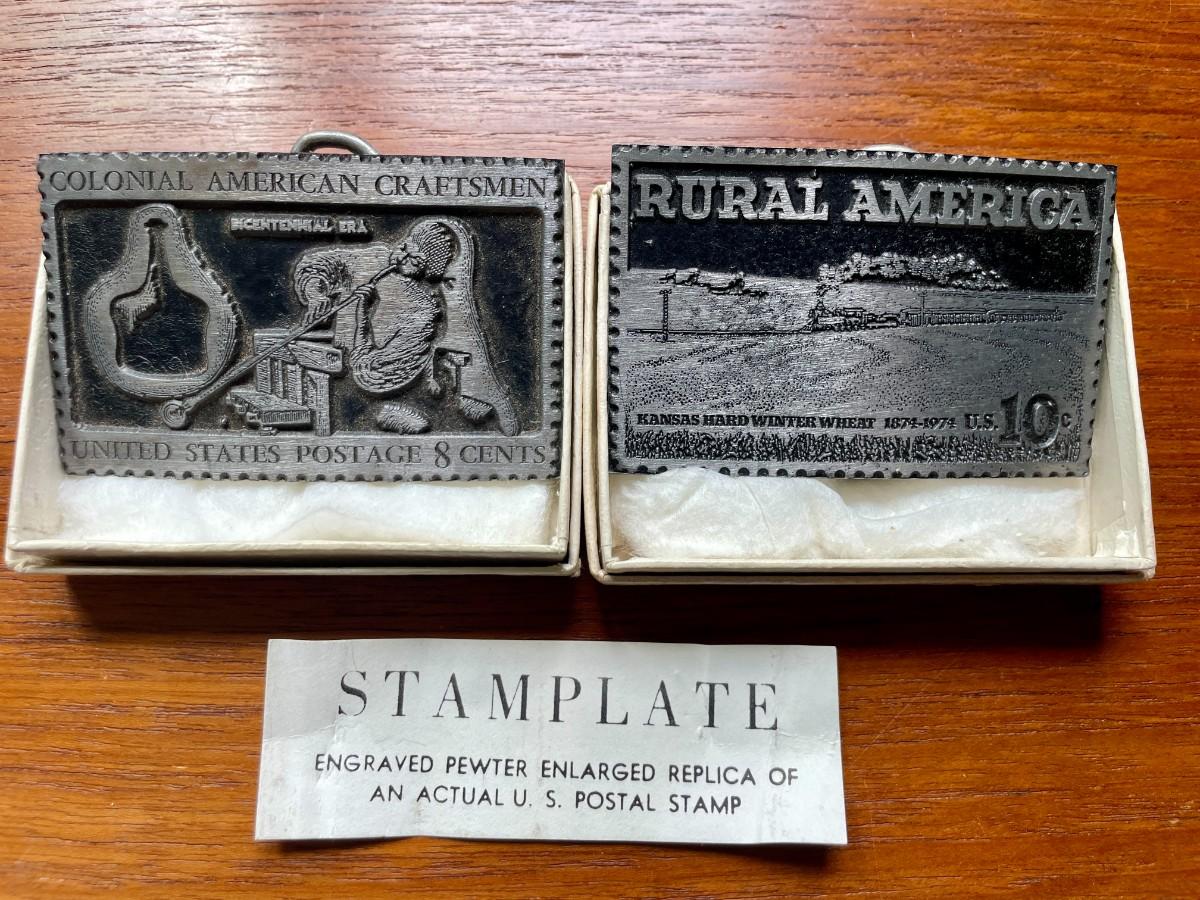 COLONIAL AMERICAN CRAFTSMEN
BICENTENNIAL ERA
UNITED STATES POSTAGE 8 CENTS
RURAL AMERICA
KANSAS HARD WINTER WHEAT 1874-1974 U.S. 10c
STAMPLATE
ENGRAVED PEWTER ENLARGED REPLICA OF
AN ACTUAL U. S. POSTAL STAMP